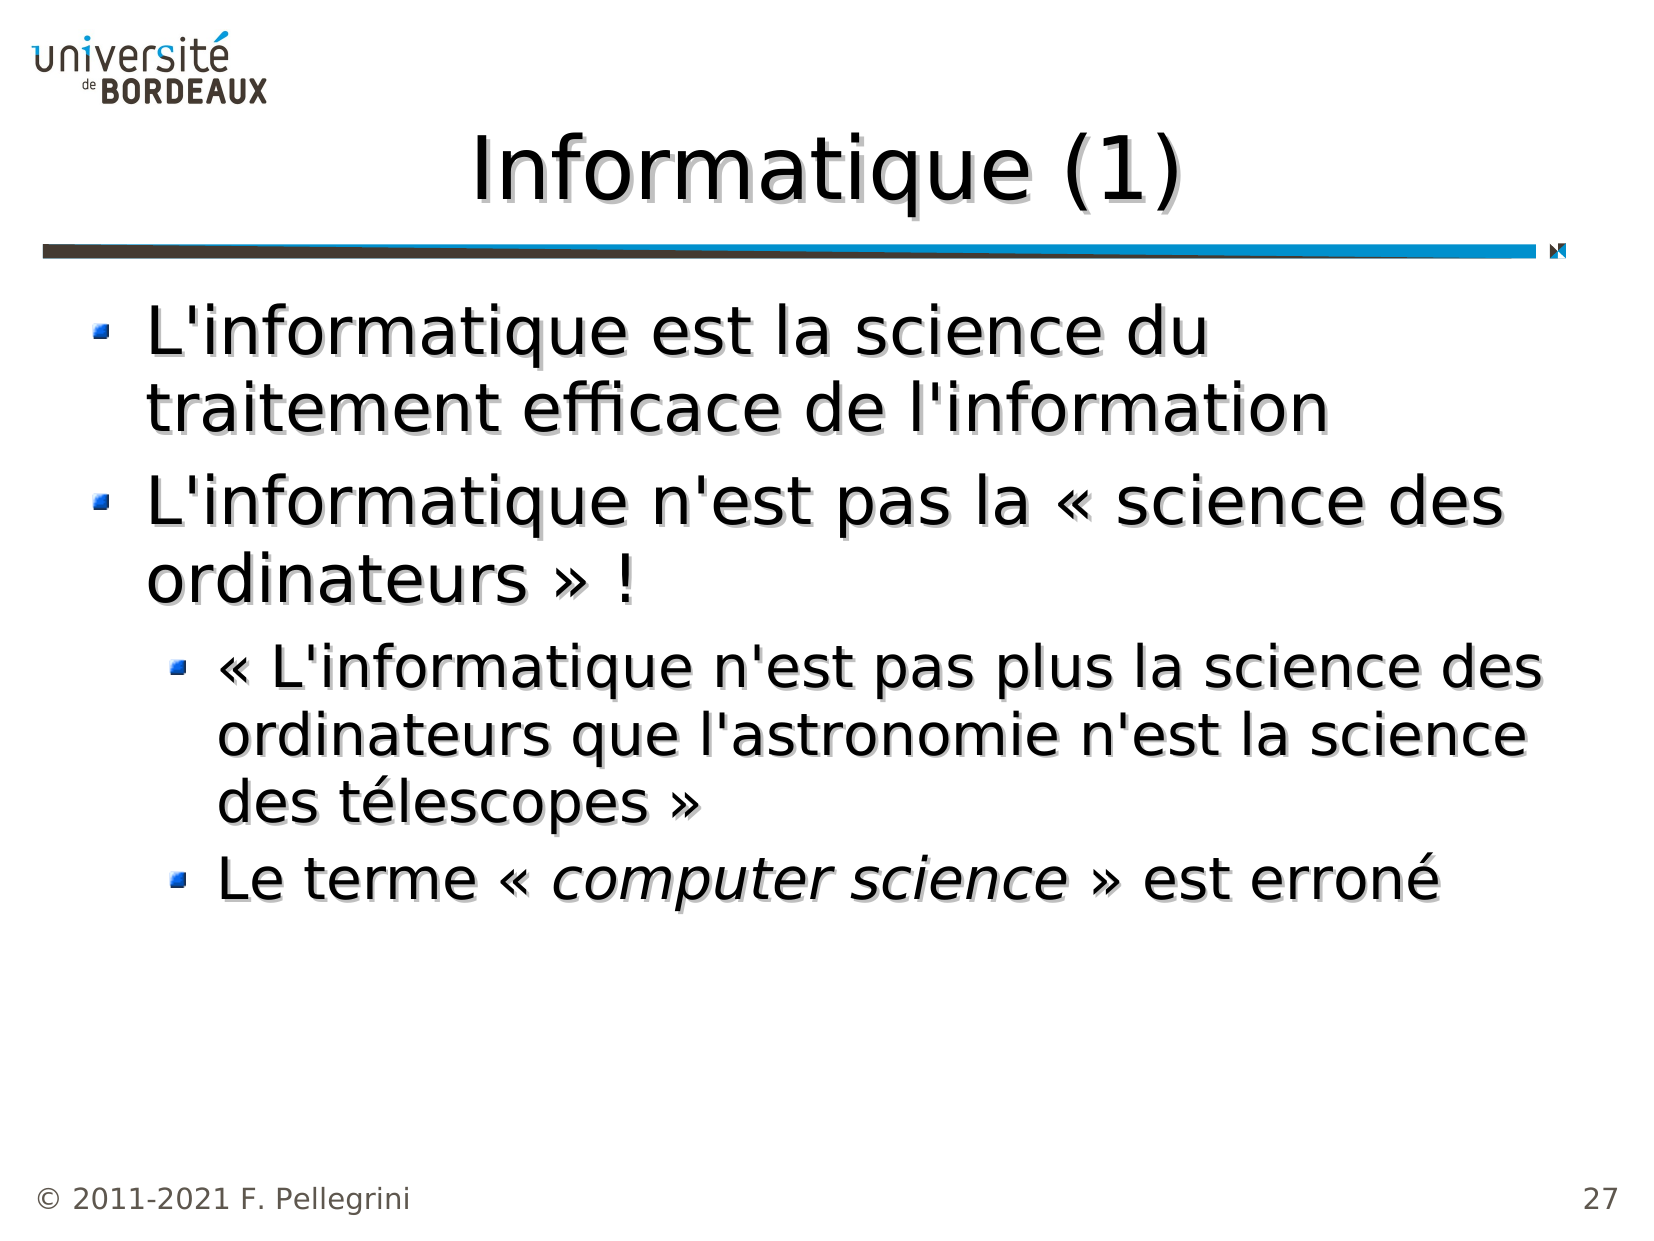 université
de BORDEAUX
Informatique (1)
L'informatique est la science du
traitement efficace de l'information
L'informatique n'est pas la « science des
ordinateurs » !
« L'informatique n'est pas plus la science des
ordinateurs que l'astronomie n'est la science
des télescopes »
Le terme « computer science » est erroné
© 2011-2021 F. Pellegrini
27